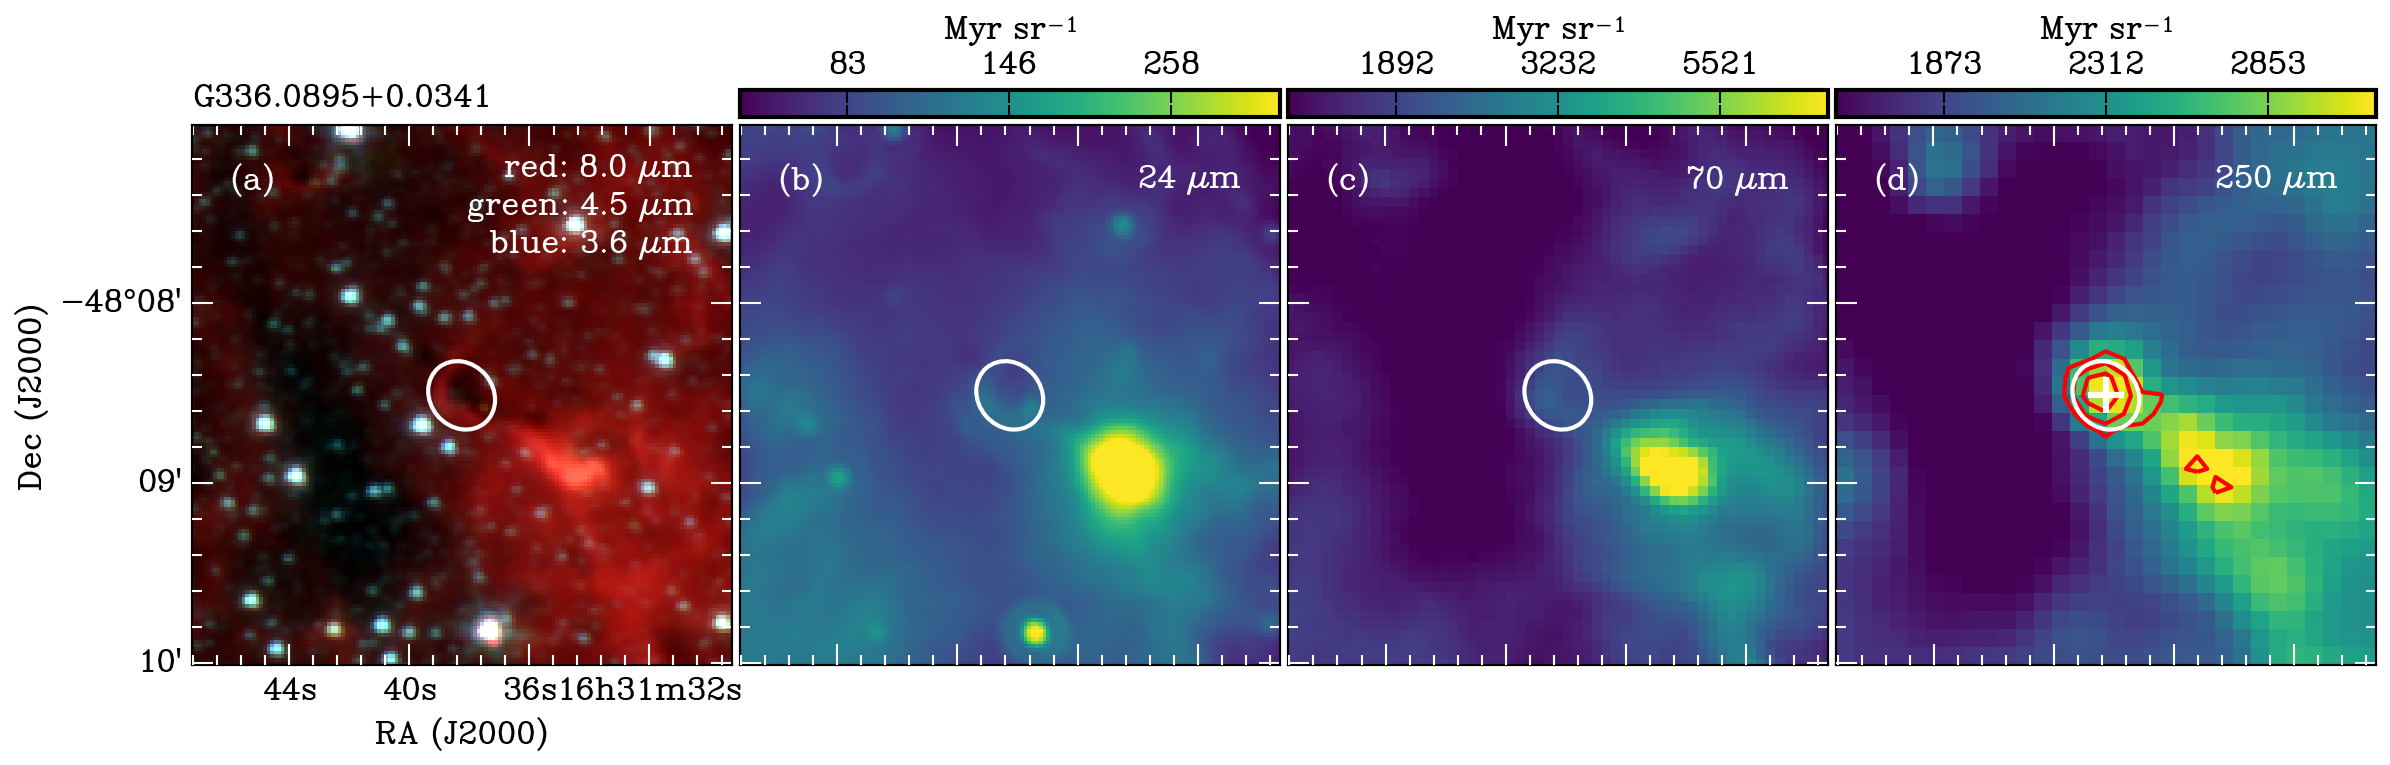 Myr sr⁻¹
83 146 258
Myr sr⁻¹
1892 3232 5521
Myr sr⁻¹
1873 2312 2853
G336.0895+0.0341
(a)
red: 8.0 μm
green: 4.5 μm
blue: 3.6 μm
(b)
24 μm
(c)
70 μm
(d)
250 μm
Dec (J2000)
−48°08'
09'
10'
44s 40s 36s16h31m32s
RA (J2000)